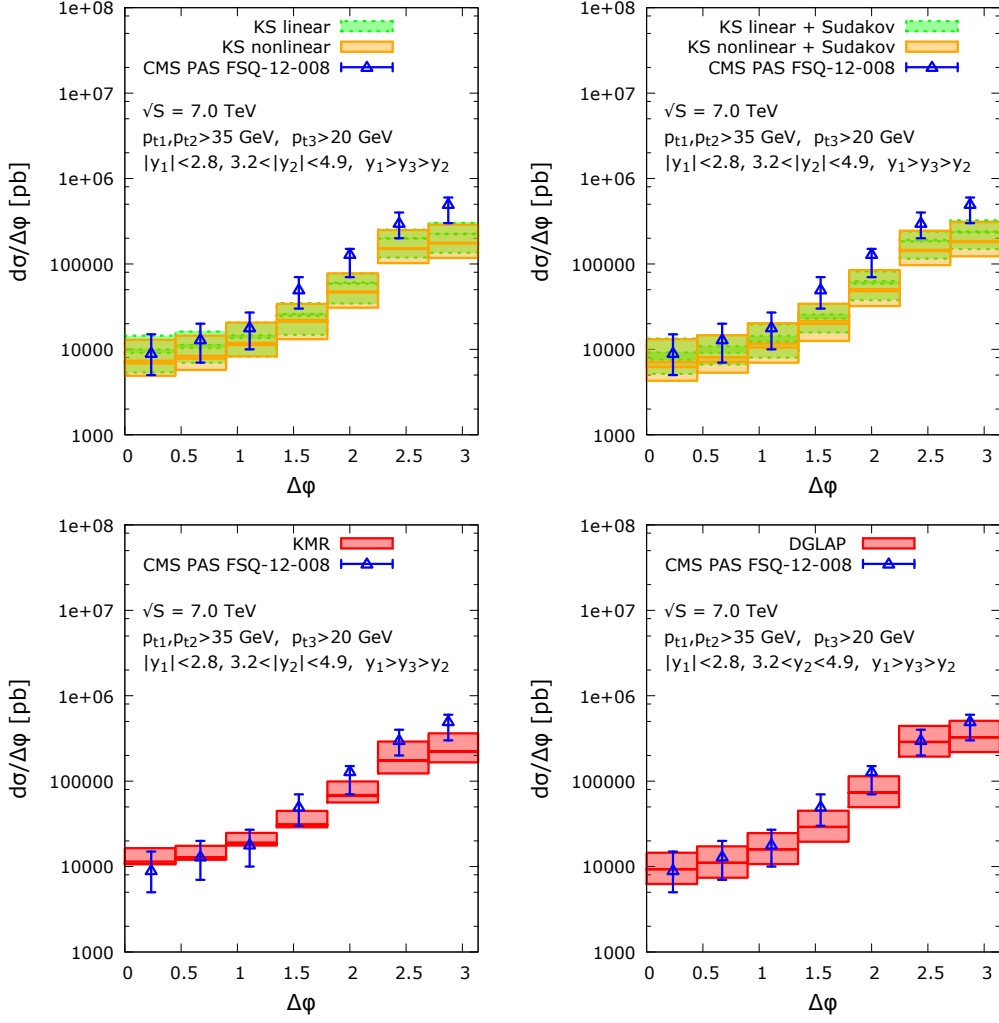 KS linear
KS nonlinear
CMS PAS FSQ-12-008
√S = 7.0 TeV
pt1,pt2>35 GeV, pt3>20 GeV
|y1|<2.8, 3.2<|y2|<4.9, y1>y3>y2
dσ/Δφ [pb]
1e+08
1e+07
1e+06
100000
10000
1000
0 0.5 1 1.5 2 2.5 3
Δφ
KS linear + Sudakov
KS nonlinear + Sudakov
CMS PAS FSQ-12-008
√S = 7.0 TeV
pt1,pt2>35 GeV, pt3>20 GeV
|y1|<2.8, 3.2<|y2|<4.9, y1>y3>y2
dσ/Δφ [pb]
1e+08
1e+07
1e+06
100000
10000
1000
0 0.5 1 1.5 2 2.5 3
Δφ
KMR
CMS PAS FSQ-12-008
√S = 7.0 TeV
pt1,pt2>35 GeV, pt3>20 GeV
|y1|<2.8, 3.2<|y2|<4.9, y1>y3>y2
dσ/Δφ [pb]
1e+08
1e+07
1e+06
100000
10000
1000
0 0.5 1 1.5 2 2.5 3
Δφ
DGLAP
CMS PAS FSQ-12-008
√S = 7.0 TeV
pt1,pt2>35 GeV, pt3>20 GeV
|y1|<2.8, 3.2<y2<4.9, y1>y3>y2
dσ/Δφ [pb]
1e+08
1e+07
1e+06
100000
10000
1000
0 0.5 1 1.5 2 2.5 3
Δφ